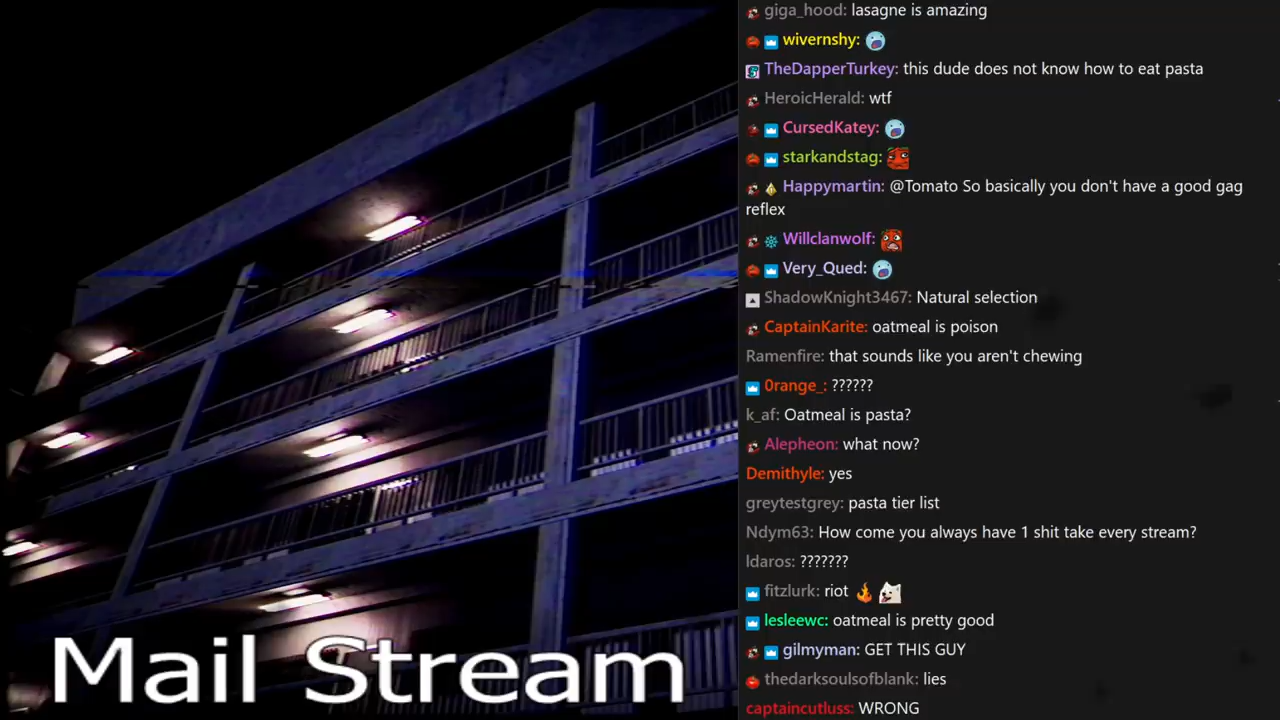 giga_hood: lasagne is amazing
wivernshy:
TheDapperTurkey: this dude does not know how to eat pasta
HeroicHerald: wtf
CursedKatey:
starkandstag:
Happymartin: @Tomato So basically you don't have a good gag
reflex
Willclanwolf:
Very_Qued:
ShadowKnight3467: Natural selection
CaptainKarite: oatmeal is poison
Ramenfire: that sounds like you aren't chewing
0range_: ??????
k_af: Oatmeal is pasta?
Alepheon: what now?
Demithyle: yes
greytestgrey: pasta tier list
Ndym63: How come you always have 1 shit take every stream?
ldaros: ???????
fitzlurk: riot
lesleewc: oatmeal is pretty good
gilmyman: GET THIS GUY
thedarksoulsofblank: lies
captaincutluss: WRONG
Mail Stream